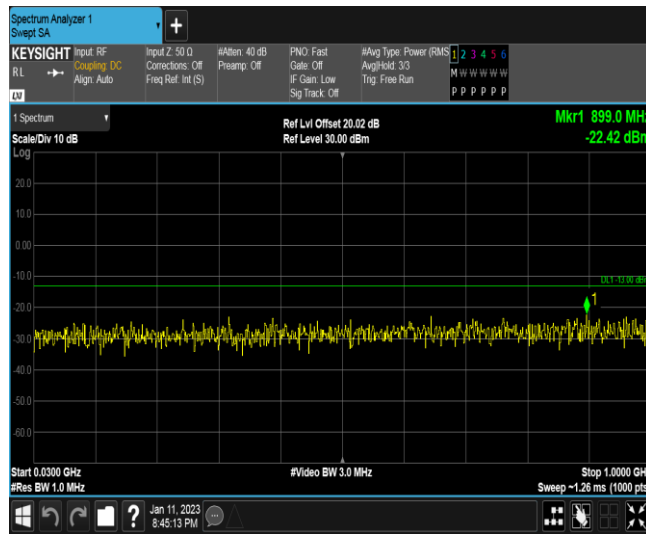 Spectrum Analyzer 1
Swept SA
KEYSIGHT Input: RF Input Z: 50 Ω #Atten: 40 dB PNO: Fast #Avg Type: Power (RMS 1 2 3 4 5 6
RL Coupling: DC Corrections: Off Preamp: Off Gate: Off Avg|Hold: 3/3 M W W W W W
Align: Auto Freq Ref: Int (S) IF Gain: Low Trig: Free Run
LXI Sig Track: Off P P P P P P
1 Spectrum Ref Lvl Offset 20.02 dB Mkr1 899.0 MHz
Scale/Div 10 dB Ref Level 30.00 dBm -22.42 dBm
Log
20.0
10.0
0.00
-10.0
DL1 -13.00 dBm
1
-20.0
-30.0
-40.0
-50.0
-60.0
Start 0.0300 GHz #Video BW 3.0 MHz Stop 1.0000 GH
#Res BW 1.0 MHz Sweep ~1.26 ms (1000 pts
? Jan 11, 2023
8:45:13 PM